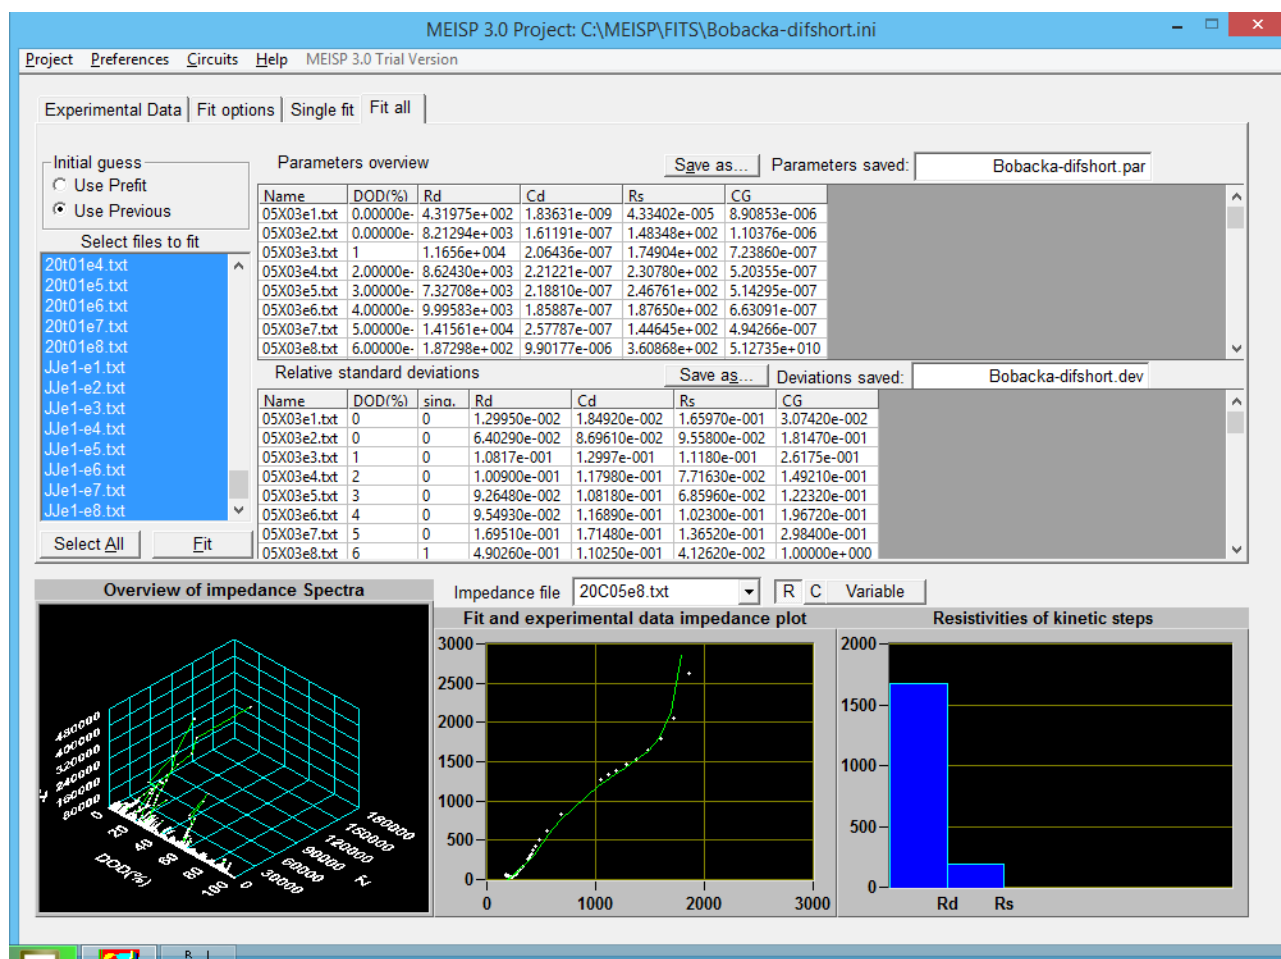 MEISP 3.0 Project: C:\MEISP\FITS\Bobacka-difshort.ini
Project Preferences Circuits Help MEISP 3.0 Trial Version
Experimental Data Fit options Single fit Fit all
Initial guess
Use Prefit
Use Previous
Select files to fit
20t01e4.txt
20t01e5.txt
20t01e6.txt
20t01e7.txt
20t01e8.txt
JJe1-e1.txt
JJe1-e2.txt
JJe1-e3.txt
JJe1-e4.txt
JJe1-e5.txt
JJe1-e6.txt
JJe1-e7.txt
JJe1-e8.txt
Select All Fit
Parameters overview Save as... Parameters saved: Bobacka-difshort.par
Name DOD(%) Rd Cd Rs CG
05X03e1.txt 0.00000e- 4.31975e+002 1.83631e-009 4.33402e-005 8.90853e-006
05X03e2.txt 0.00000e- 8.21294e+003 1.61191e-007 1.48348e+002 1.10376e-006
05X03e3.txt 1 1.1656e+004 2.06436e-007 1.74904e+002 7.23860e-007
05X03e4.txt 2.00000e- 8.62430e+003 2.21221e-007 2.30780e+002 5.20355e-007
05X03e5.txt 3.00000e- 7.32708e+003 2.18810e-007 2.46761e+002 5.14295e-007
05X03e6.txt 4.00000e- 9.99583e+003 1.85887e-007 1.87650e+002 6.63091e-007
05X03e7.txt 5.00000e- 1.41561e+004 2.57787e-007 1.44645e+002 4.94266e-007
05X03e8.txt 6.00000e- 1.87298e+002 9.90177e-006 3.60868e+002 5.12735e+010
Relative standard deviations Save as... Deviations saved: Bobacka-difshort.dev
Name DOD(%) sing. Rd Cd Rs CG
05X03e1.txt 0 0 1.29950e-002 1.84920e-002 1.65970e-001 3.07420e-002
05X03e2.txt 0 0 6.40290e-002 8.69610e-002 9.55800e-002 1.81470e-001
05X03e3.txt 1 0 1.0817e-001 1.2997e-001 1.1180e-001 2.6175e-001
05X03e4.txt 2 0 1.00900e-001 1.17980e-001 7.71630e-002 1.49210e-001
05X03e5.txt 3 0 9.26480e-002 1.08180e-001 6.85960e-002 1.22320e-001
05X03e6.txt 4 0 9.54930e-002 1.16890e-001 1.02300e-001 1.96720e-001
05X03e7.txt 5 0 1.69510e-001 1.71480e-001 1.36520e-001 2.98400e-001
05X03e8.txt 6 1 4.90260e-001 1.10250e-001 4.12620e-002 1.00000e+000
Overview of impedance Spectra
480000
400000
320000
240000
160000
80000
0 20 40 60 80 100
DOD(%)
0 30000 60000 90000 120000 150000 180000
Impedance file 20C05e8.txt R C Variable
Fit and experimental data impedance plot
3000
2500
2000
1500
1000
500
0
0 1000 2000 3000
Resistivities of kinetic steps
2000
1500
1000
500
0
Rd Rs